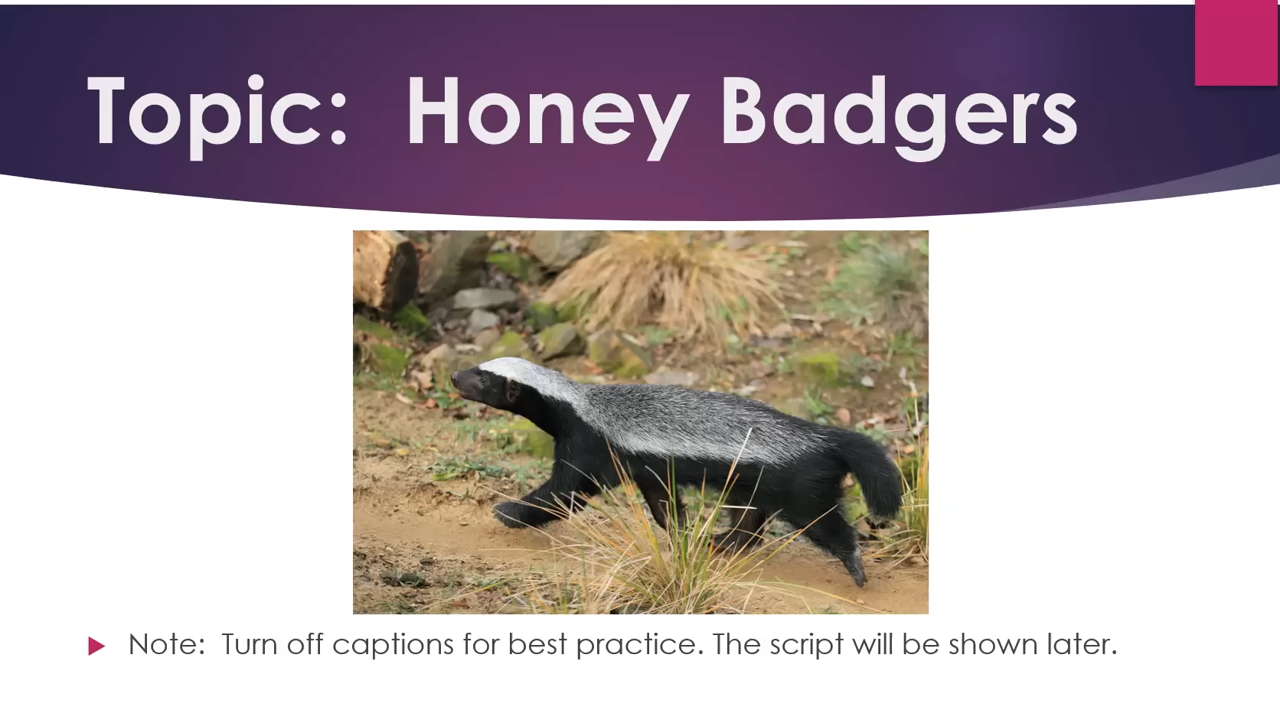 Topic: Honey Badgers
Note: Turn off captions for best practice. The script will be shown later.